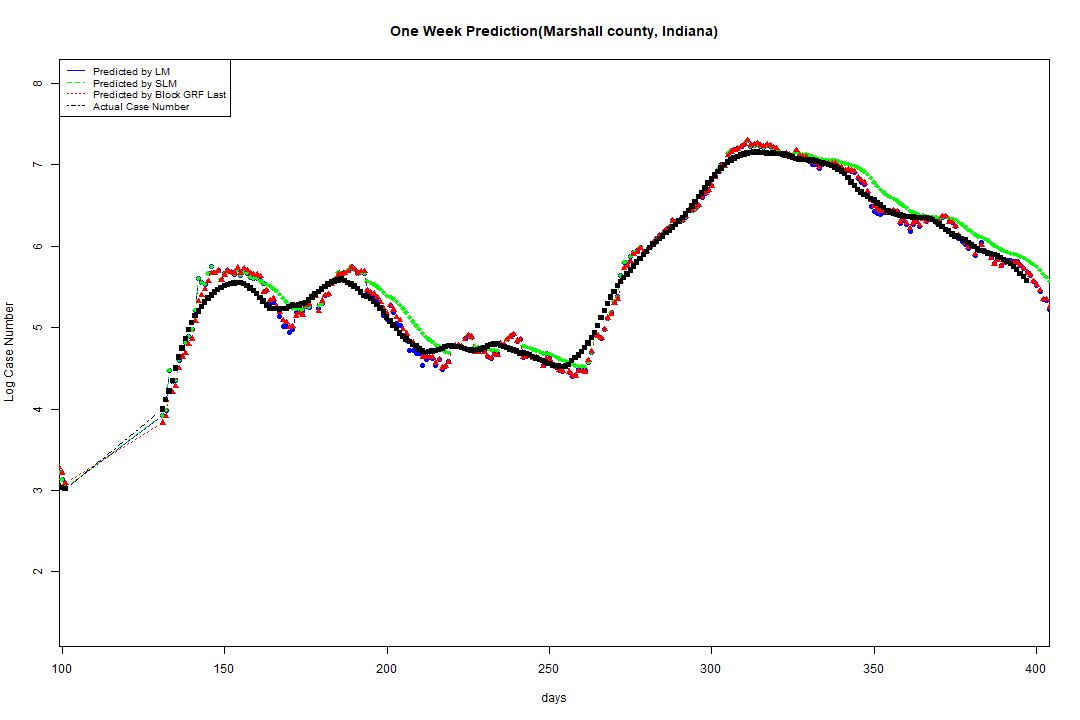 One Week Prediction(Marshall county, Indiana)
Predicted by LM
Predicted by SLM
Predicted by Block GRF Last
Actual Case Number
8
7
6
5
4
3
2
Log Case Number
100 150 200 250 300 350 400
days